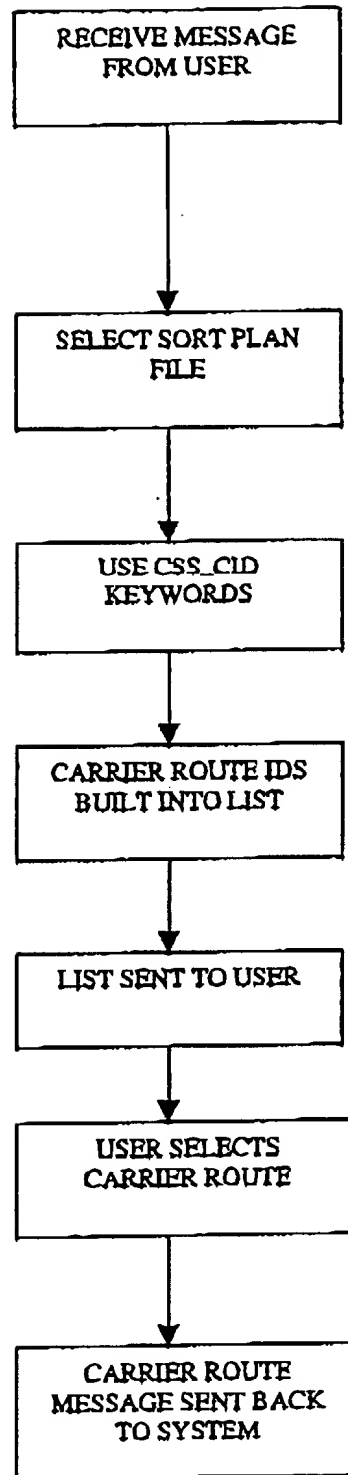 RECEIVE MESSAGE
FROM USER
SELECT SORT PLAN
FILE
USE CSS_CID
KEYWORDS
CARRIER ROUTE IDS
BUILT INTO LIST
LIST SENT TO USER
USER SELECTS
CARRIER ROUTE
CARRIER ROUTE
MESSAGE SENT BACK
TO SYSTEM